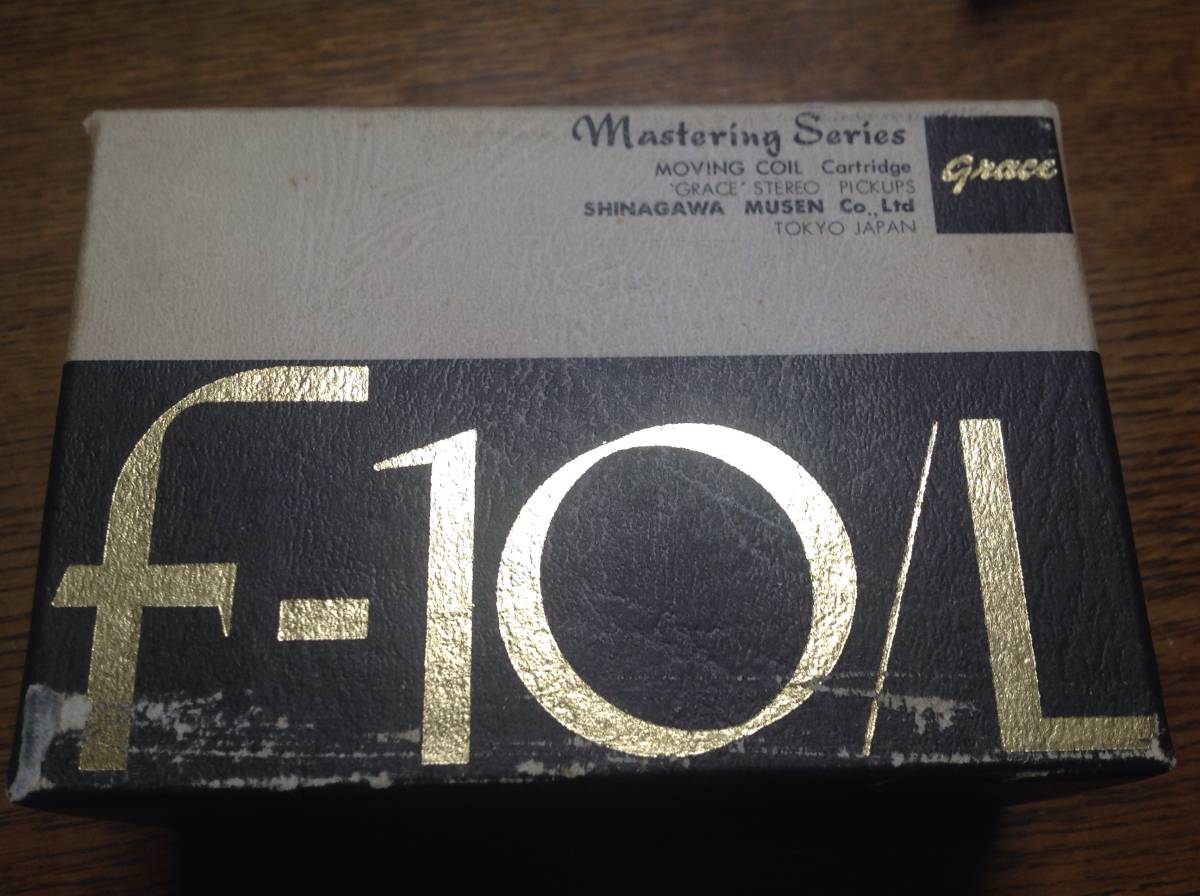 Mastering Series
MOVING COIL Cartridge
'GRACE' STEREO PICKUPS
SHINAGAWA MUSEN Co.,Ltd
TOKYO JAPAN
Grace
f-10/L